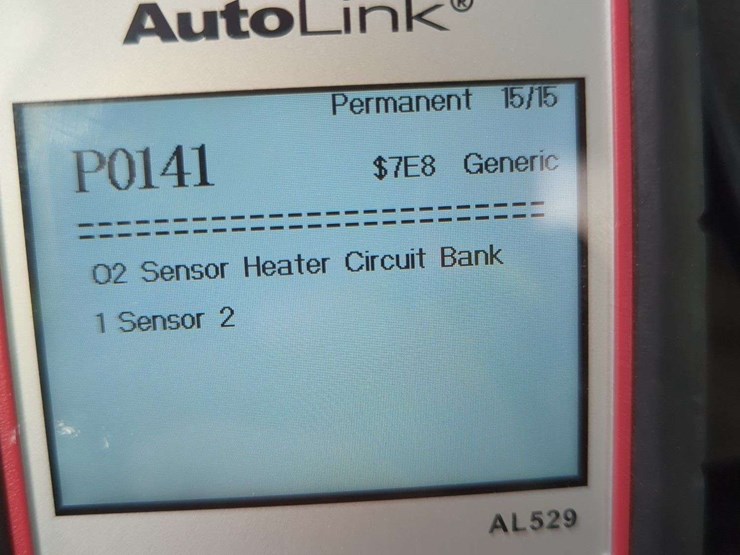 AutoLink®
Permanent 15/15
P0141 $7E8 Generic
==========================
O2 Sensor Heater Circuit Bank
1 Sensor 2
AL529